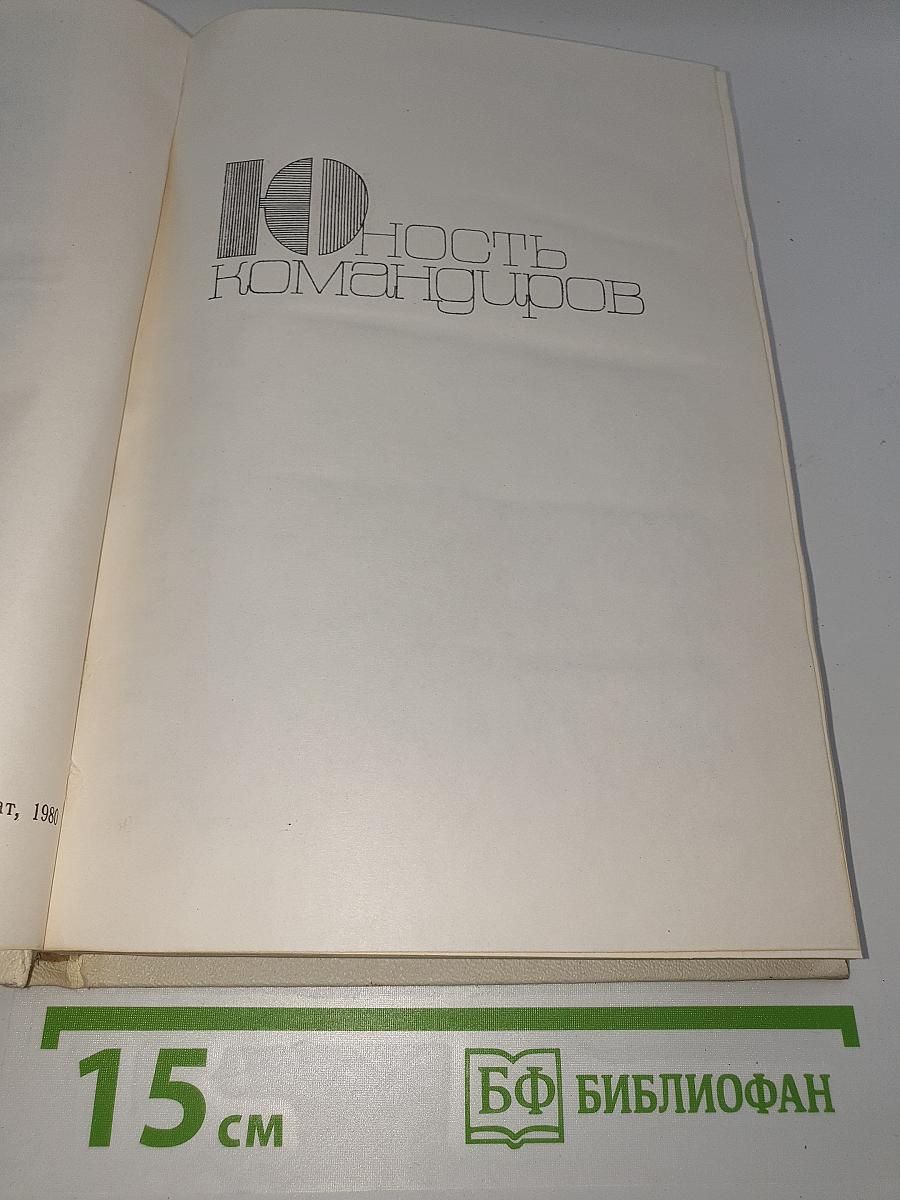 Юность
командиров
ат, 1980
15 см
БФ БИБЛИОФАН